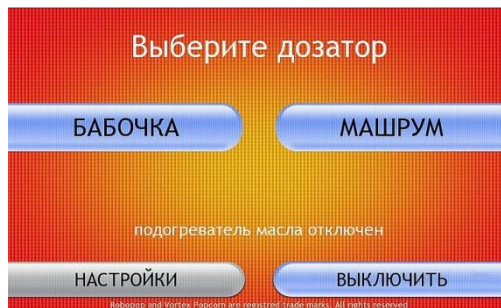 Выберите дозатор
БАБОЧКА МАШРУМ
подогреватель масла отключен
НАСТРОЙКИ ВЫКЛЮЧИТЬ
Robopop and Vortex Popcorn are registred trade marks. All rights reserved